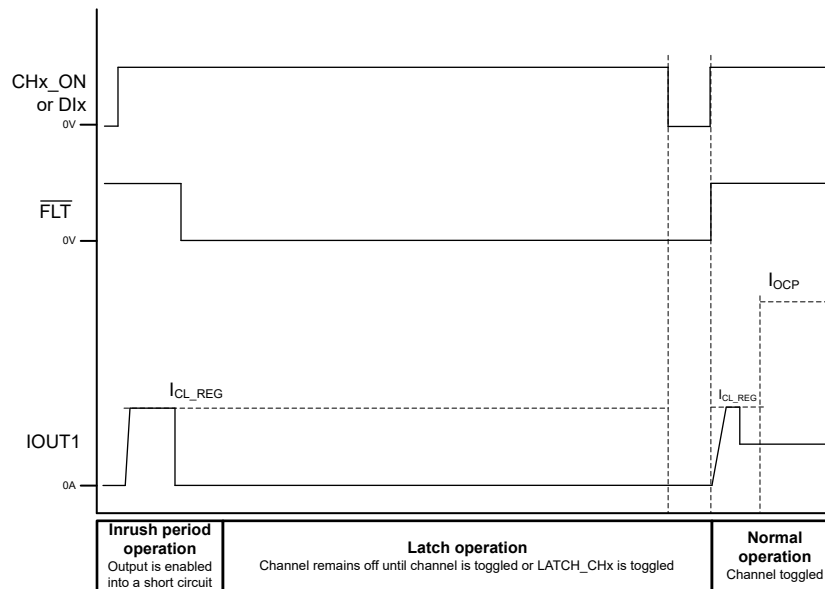 CHx_ON
or DIx
0V
FLT
0V
IOCP
ICL_REG
ICL_REG
IOUT1
0A
Inrush period
operation
Output is enabled
into a short circuit
Latch operation
Channel remains off until channel is toggled or LATCH_CHx is toggled
Normal
operation
Channel toggled